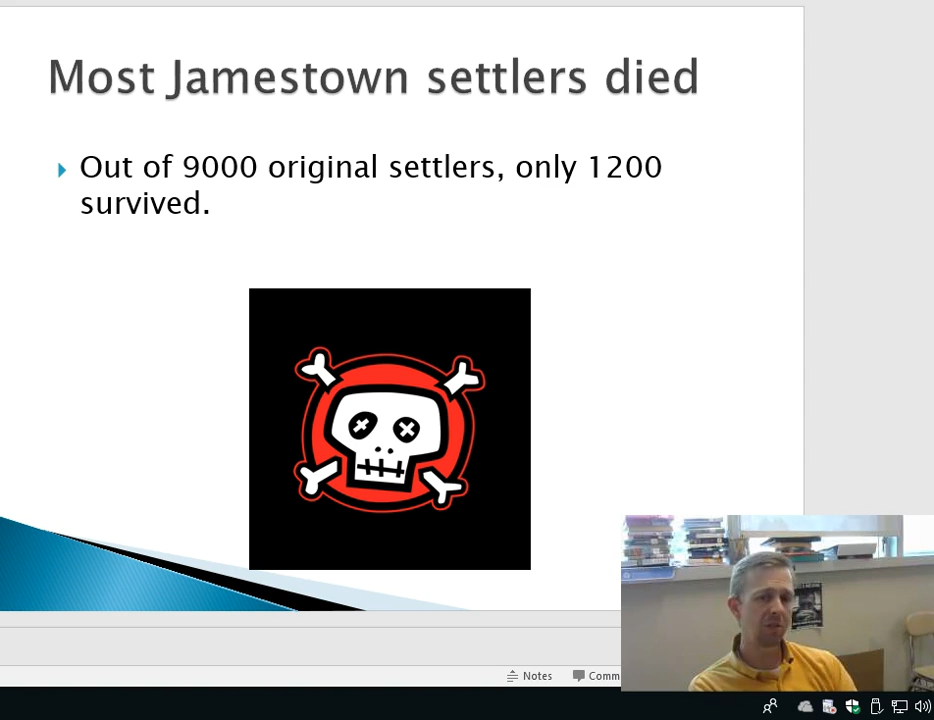 Most Jamestown settlers died
Out of 9000 original settlers, only 1200
survived.
Notes
Comm